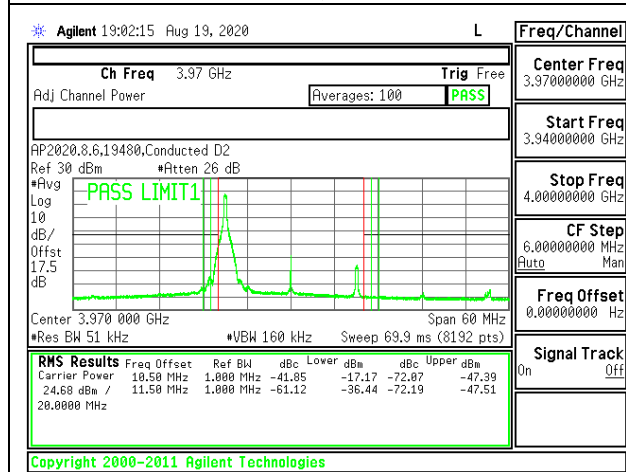 Agilent 19:02:15 Aug 19, 2020 L
Freq/Channel
Ch Freq 3.97 GHz Trig Free
Adj Channel Power Averages: 100 PASS
AP2020.8.6,19480,Conducted D2
Ref 30 dBm #Atten 26 dB
#Avg
Log
10
dB/
Offst
17.5
dB
PASS LIMIT1
Center 3.970 000 GHz Span 60 MHz
#Res BW 51 kHz #VBW 160 kHz Sweep 69.9 ms (8192 pts)
RMS Results Freq Offset Ref BW dBc Lower dBm dBc Upper dBm
Carrier Power 10.50 MHz 1.000 MHz -41.85 -17.17 -72.07 -47.39
24.68 dBm / 11.50 MHz 1.000 MHz -61.12 -36.44 -72.19 -47.51
20.0000 MHz
Center Freq
3.97000000 GHz
Start Freq
3.94000000 GHz
Stop Freq
4.00000000 GHz
CF Step
6.00000000 MHz
Auto Man
Freq Offset
0.00000000 Hz
Signal Track
On Off
Copyright 2000-2011 Agilent Technologies